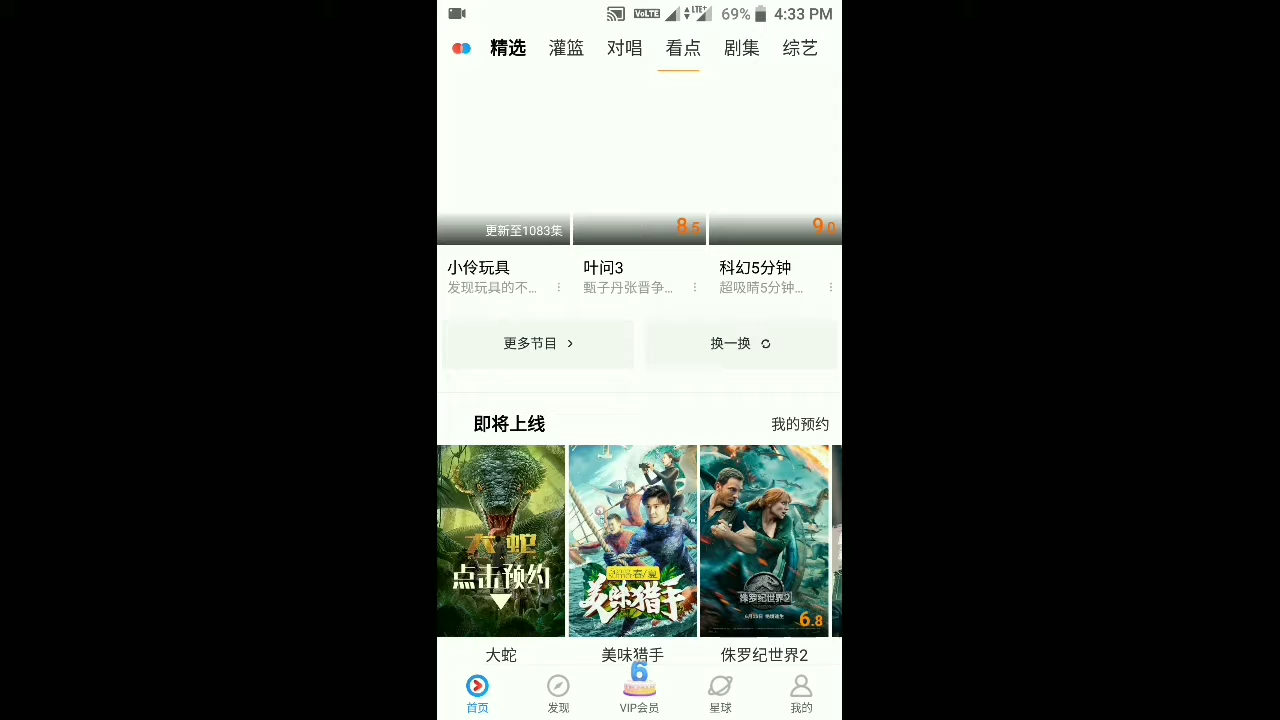 VoLTE LTE+ 69% 4:33 PM
精选 灌篮 对唱 看点 剧集 综艺
更新至1083集 8.5 9.0
小伶玩具 叶问3 科幻5分钟
发现玩具的不... 甄子丹张晋争... 超吸睛5分钟...
更多节目 换一换
即将上线 我的预约
大蛇
点击预约
美味猎手
侏罗纪世界2
6.8
大蛇 美味猎手 侏罗纪世界2
6
首页 发现 VIP会员 星球 我的